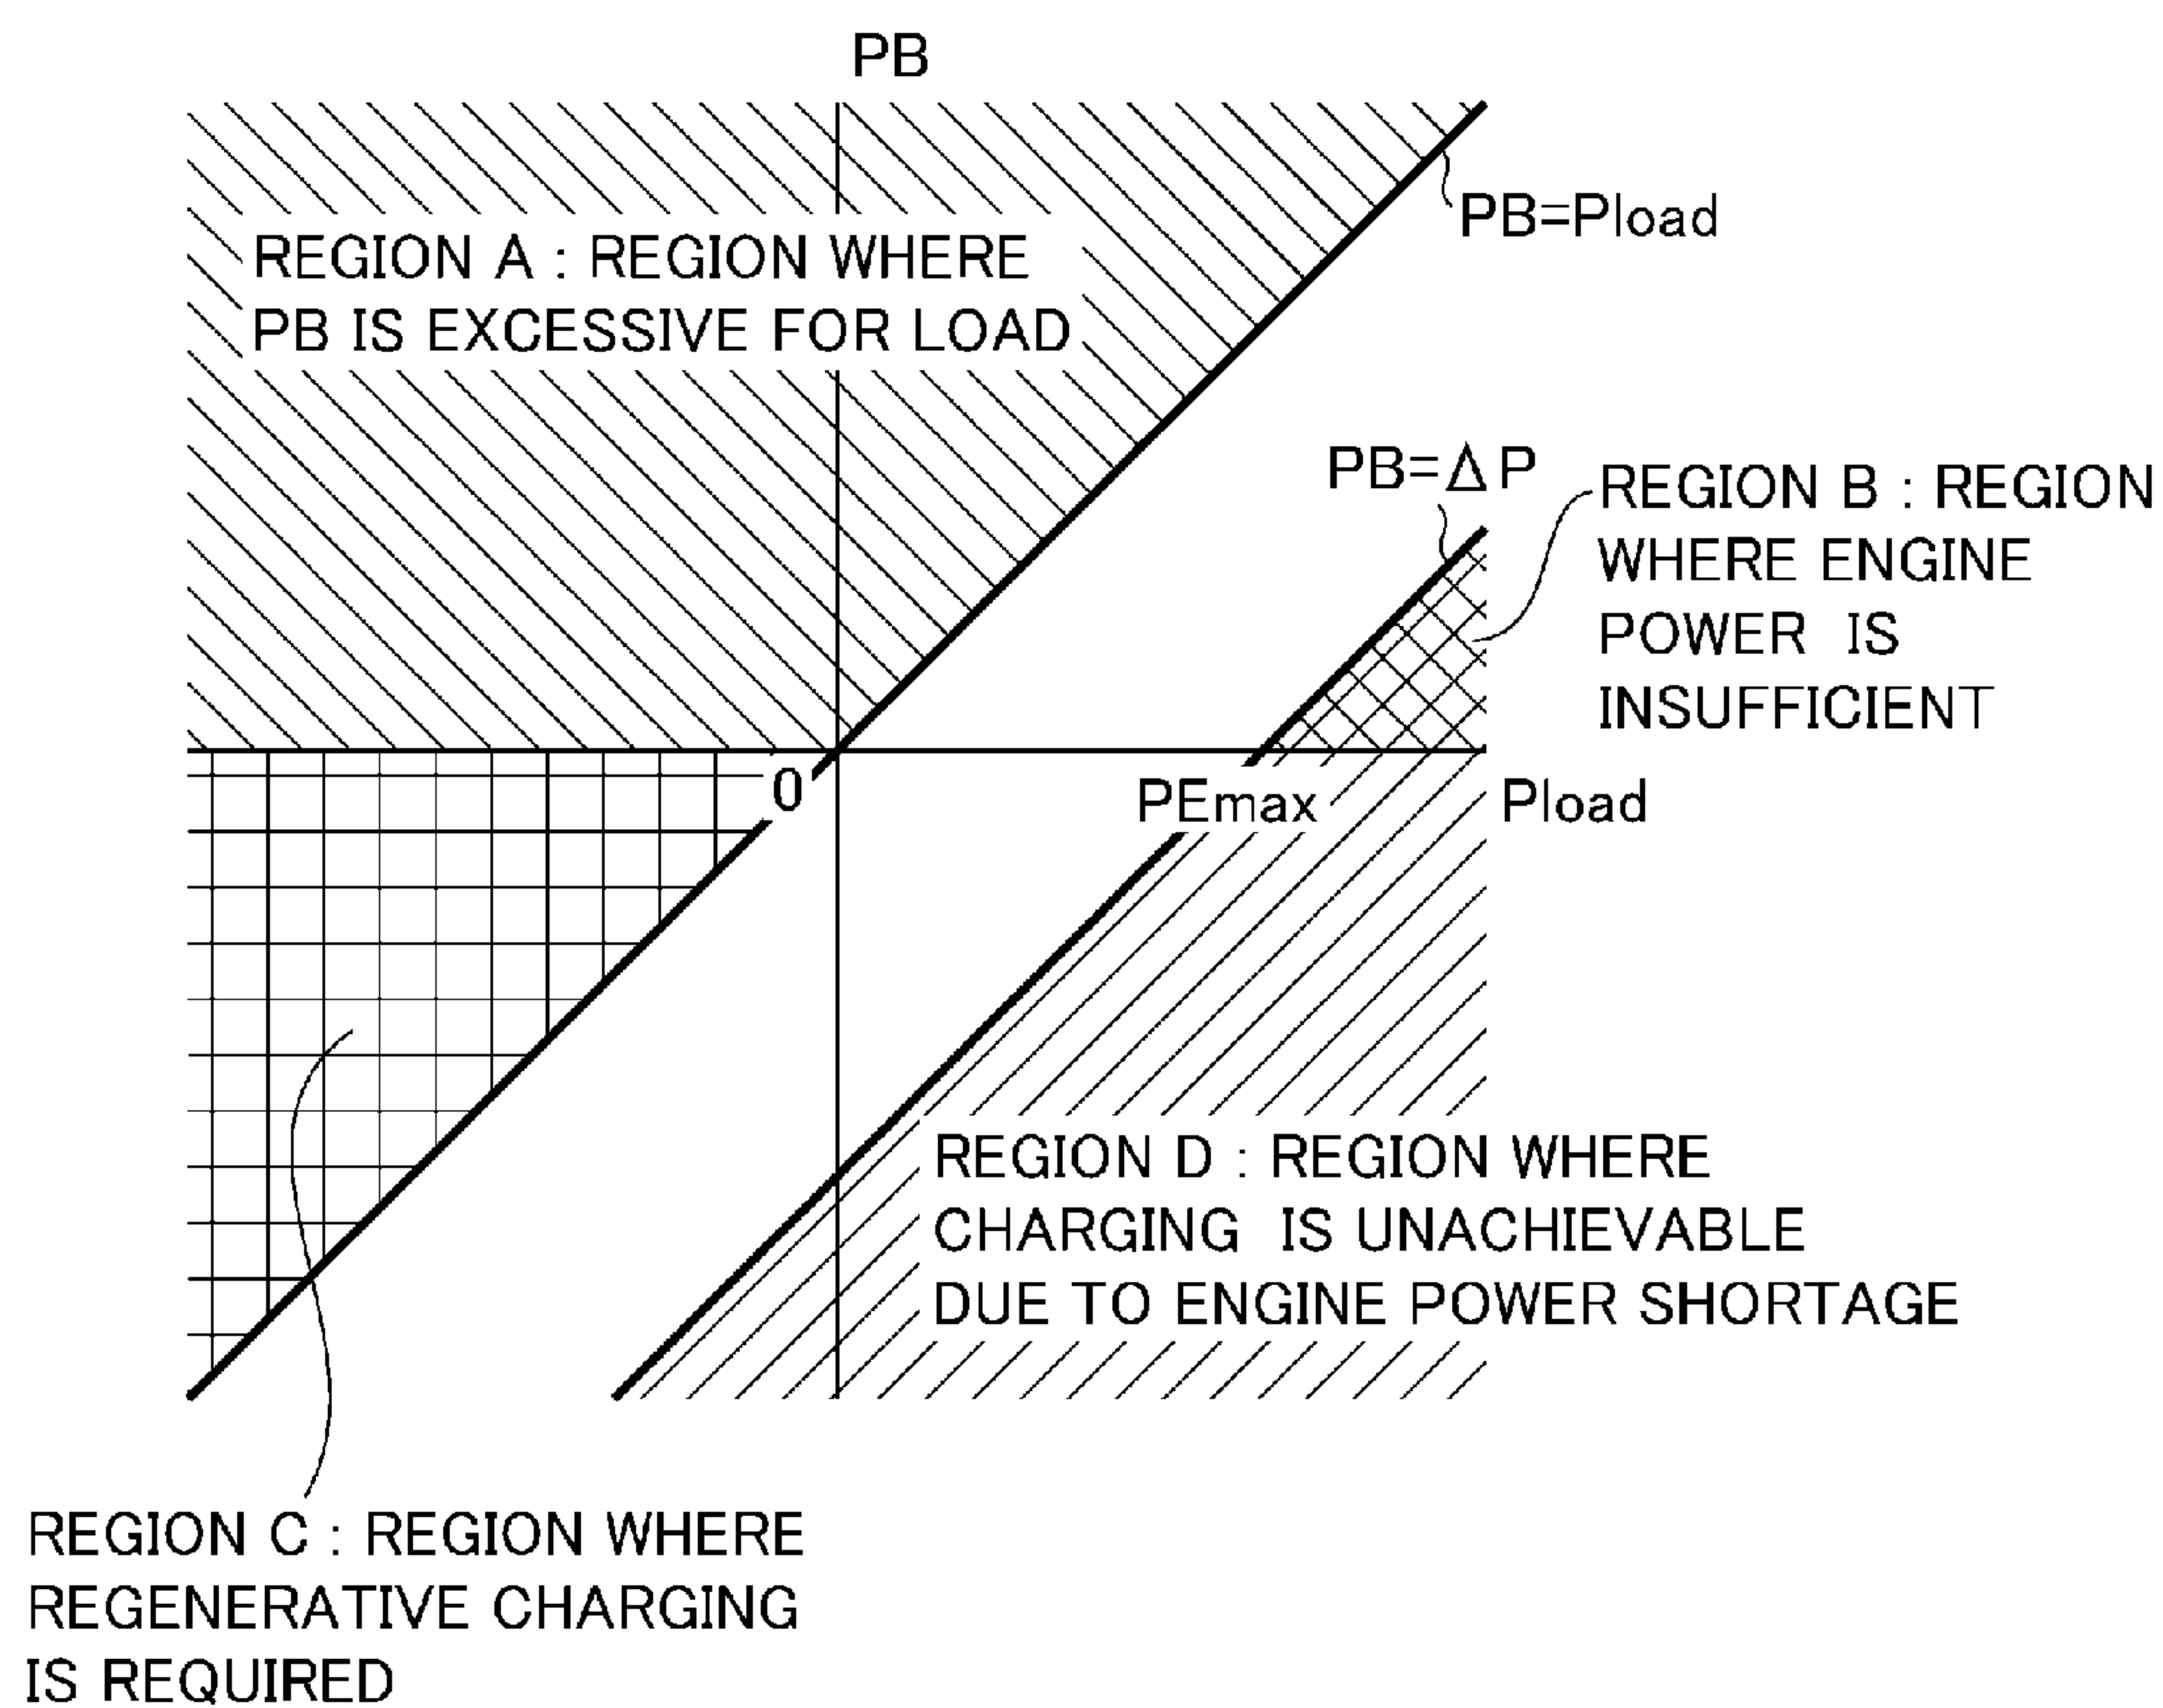 PB
PB=Pload
REGION A : REGION WHERE
PB IS EXCESSIVE FOR LOAD
PB=ΔP
REGION B : REGION
WHERE ENGINE
POWER IS
INSUFFICIENT
0
PEmax
Pload
REGION D : REGION WHERE
CHARGING IS UNACHIEVABLE
DUE TO ENGINE POWER SHORTAGE
REGION C : REGION WHERE
REGENERATIVE CHARGING
IS REQUIRED